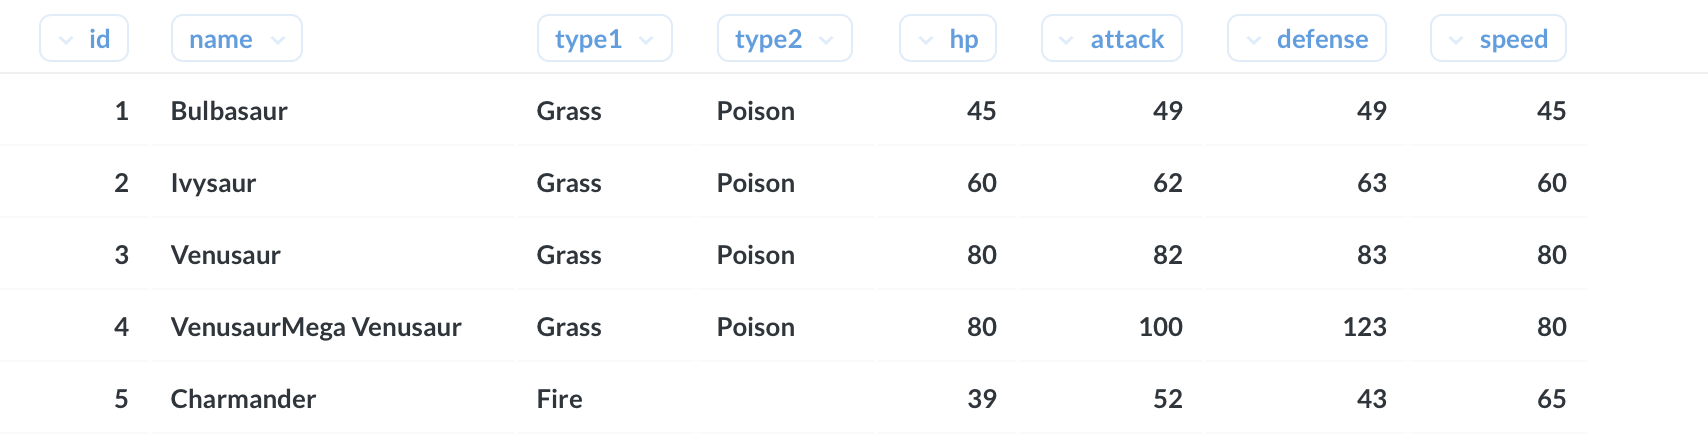 id name type1 type2 hp attack defense speed
1 Bulbasaur Grass Poison 45 49 49 45
2 Ivysaur Grass Poison 60 62 63 60
3 Venusaur Grass Poison 80 82 83 80
4 VenusaurMega Venusaur Grass Poison 80 100 123 80
5 Charmander Fire 39 52 43 65